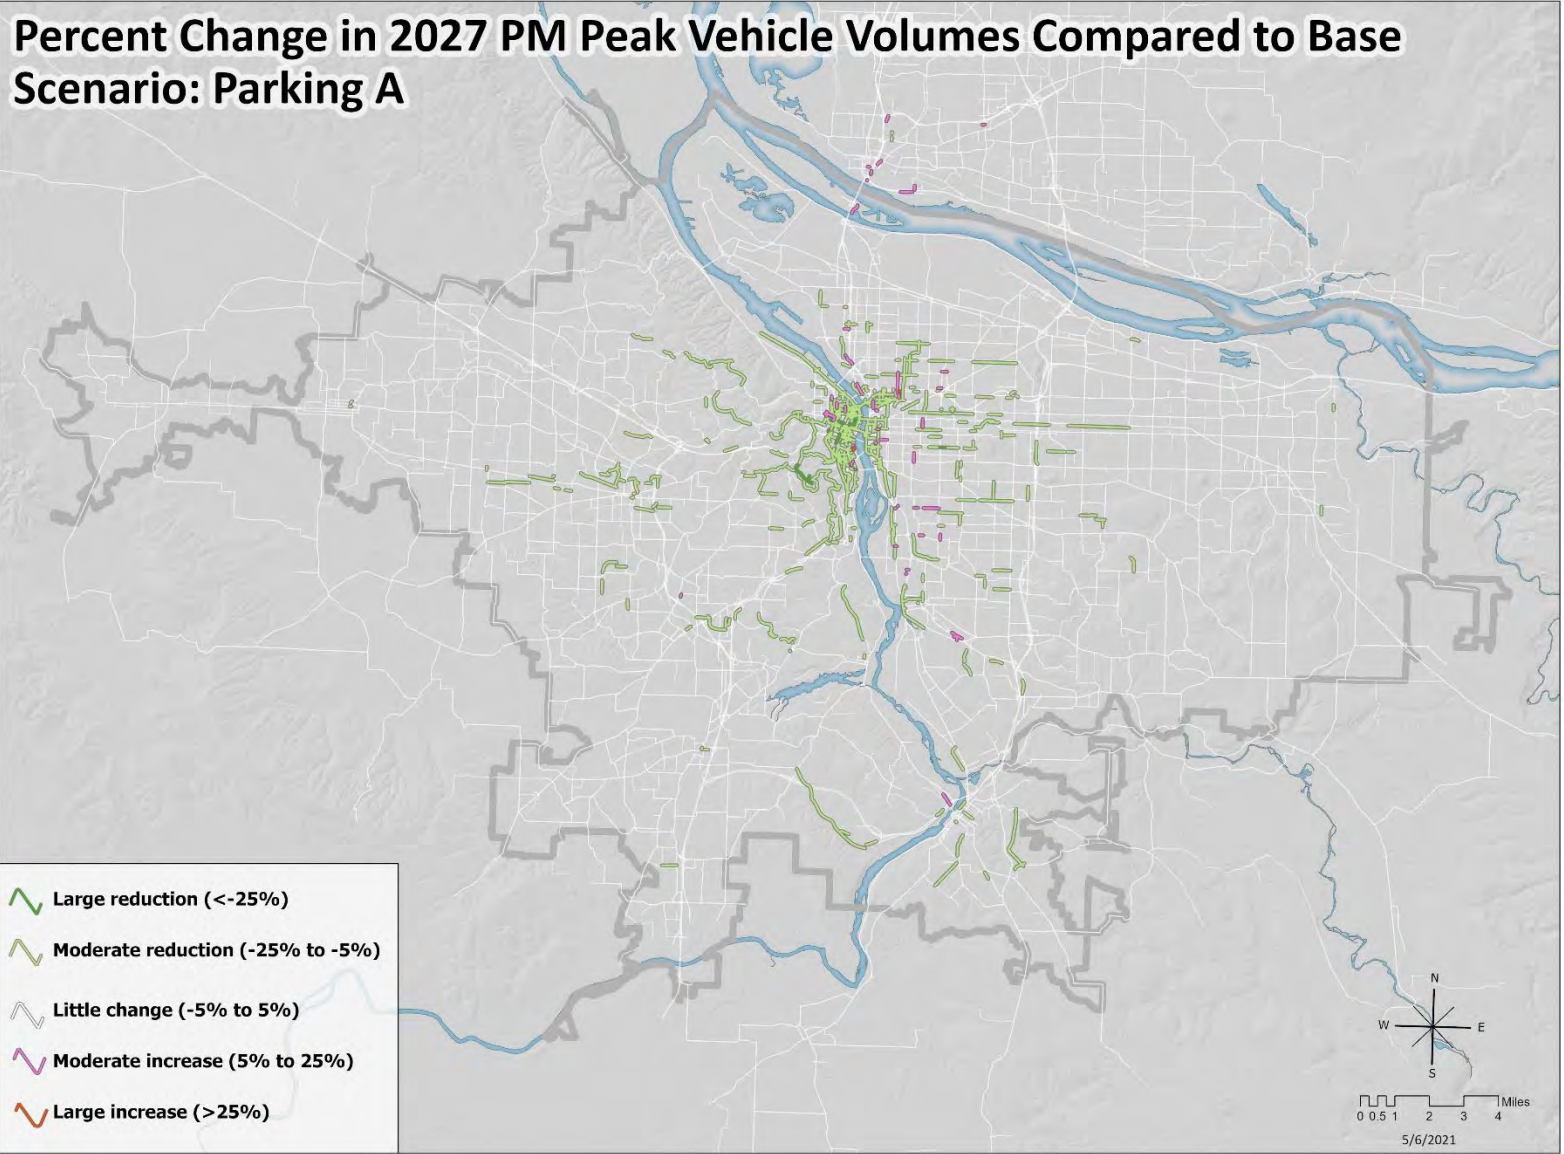 Percent Change in 2027 PM Peak Vehicle Volumes Compared to Base
Scenario: Parking A
Large reduction (<-25%)
Moderate reduction (-25% to -5%)
Little change (-5% to 5%)
Moderate increase (5% to 25%)
Large increase (>25%)
N
W E
S
Miles
0 0.5 1 2 3 4
5/6/2021